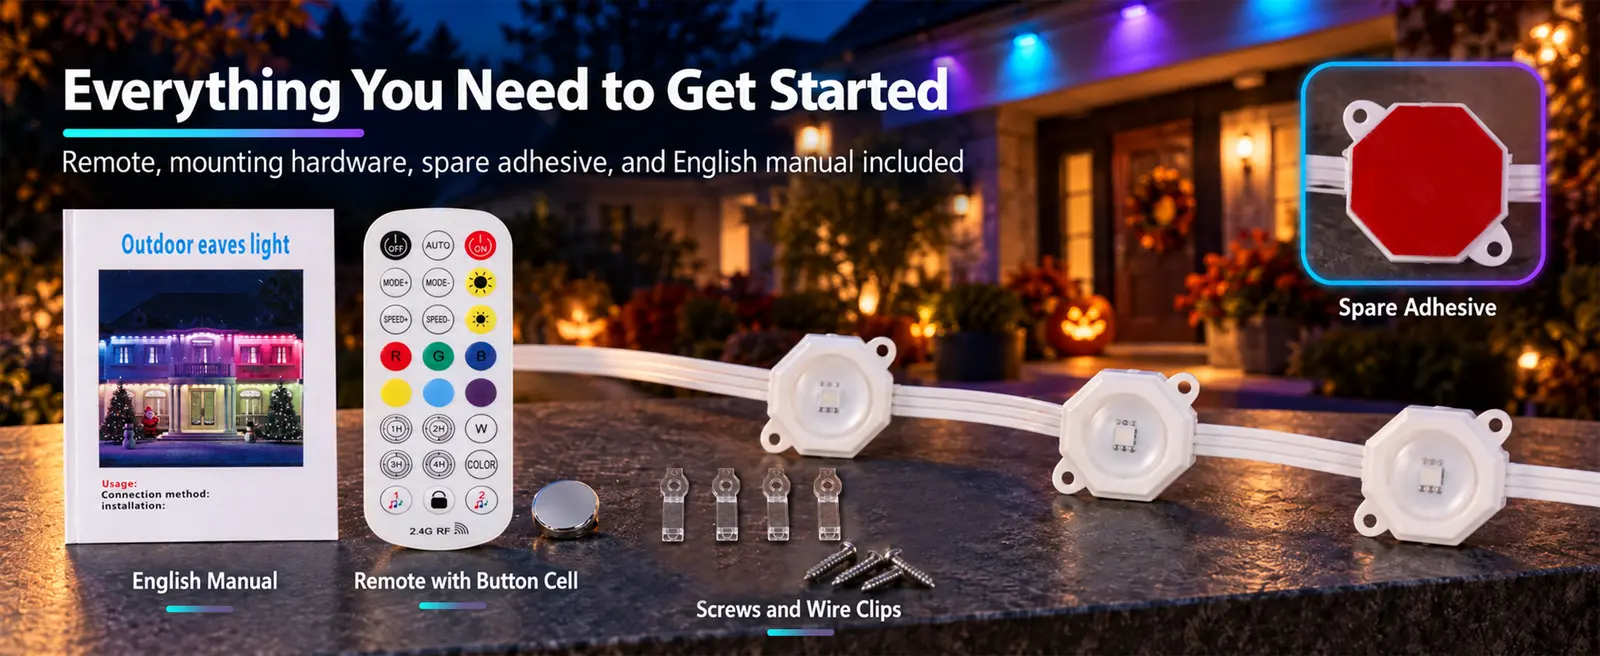 Everything You Need to Get Started
Remote, mounting hardware, spare adhesive, and English manual included
Outdoor eaves light
Usage:
Connection method:
installation:
OFF
AUTO
ON
MODE+
MODE-
SPEED+
SPEED-
R
G
B
1H
2H
W
3H
4H
COLOR
1
2
2.4G RF
Spare Adhesive
English Manual
Remote with Button Cell
Screws and Wire Clips